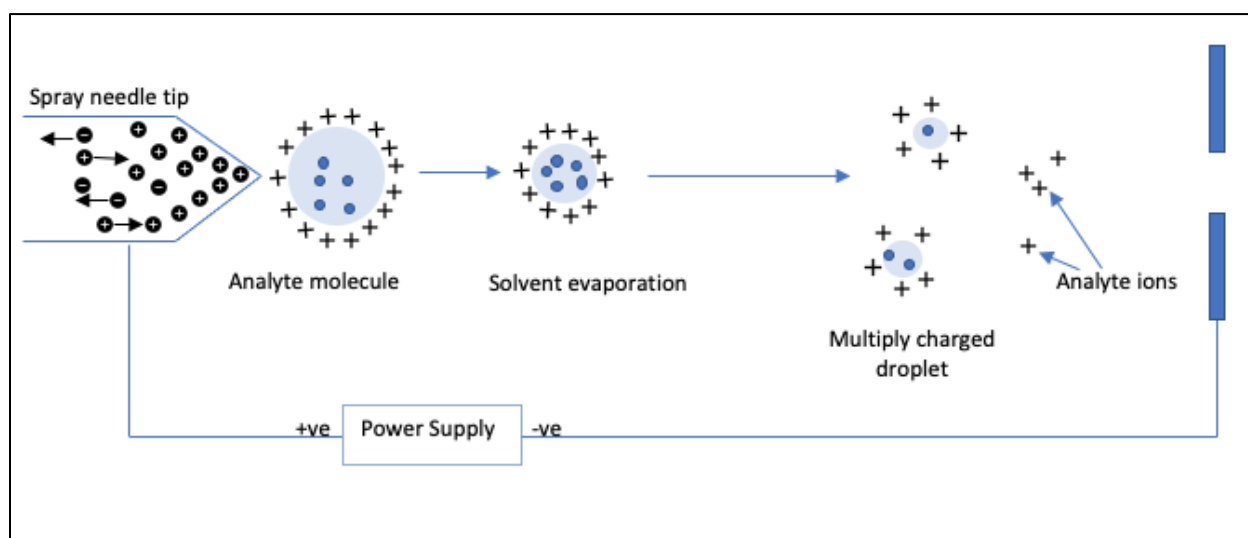 Spray needle tip
Analyte molecule
Solvent evaporation
Analyte ions
Multiply charged
droplet
+ve
Power Supply
-ve